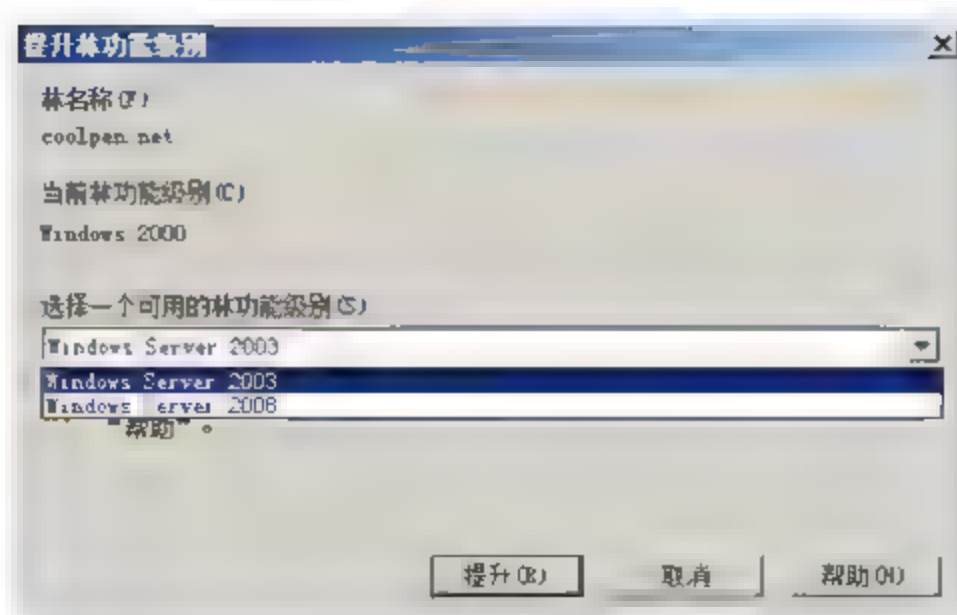 提升林功能级别
林名称(F)
coolpen.net
当前林功能级别(C)
Windows 2000
选择一个可用的林功能级别(S)
Windows Server 2003
Windows Server 2003
Windows Server 2008
"帮助"。
提升(R)
取消
帮助(H)